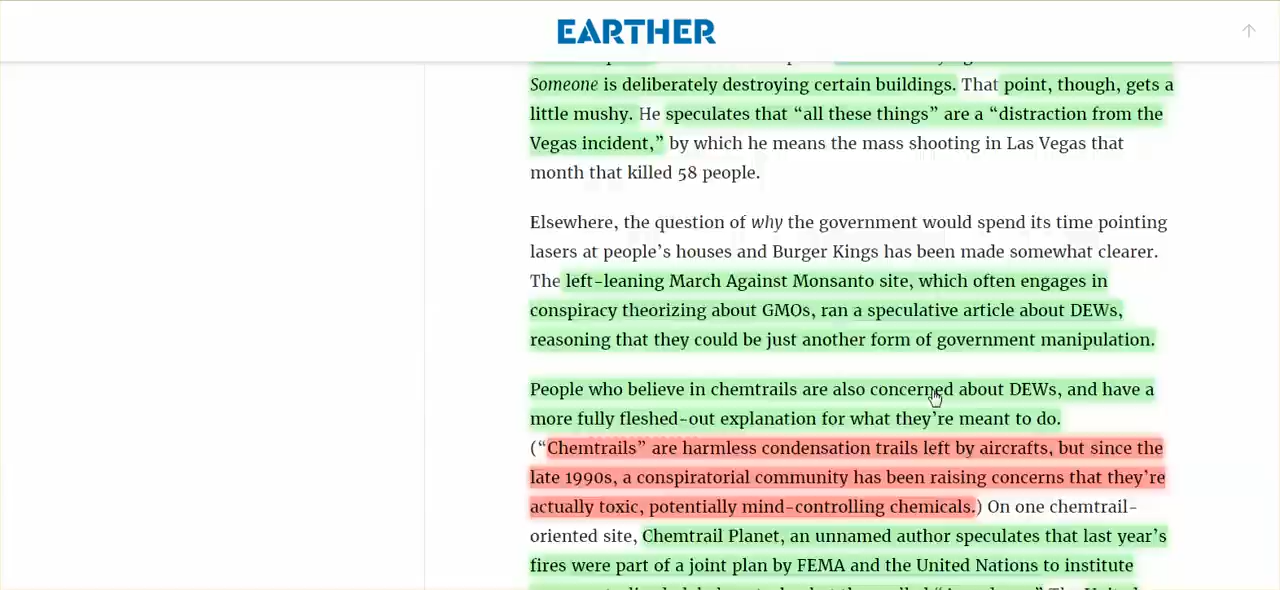 EARTHER
Someone is deliberately destroying certain buildings. That point, though, gets a
little mushy. He speculates that “all these things” are a “distraction from the
Vegas incident,” by which he means the mass shooting in Las Vegas that
month that killed 58 people.
Elsewhere, the question of why the government would spend its time pointing
lasers at people’s houses and Burger Kings has been made somewhat clearer.
The left-leaning March Against Monsanto site, which often engages in
conspiracy theorizing about GMOs, ran a speculative article about DEWs,
reasoning that they could be just another form of government manipulation.
People who believe in chemtrails are also concerned about DEWs, and have a
more fully fleshed-out explanation for what they’re meant to do.
(“Chemtrails” are harmless condensation trails left by aircrafts, but since the
late 1990s, a conspiratorial community has been raising concerns that they’re
actually toxic, potentially mind-controlling chemicals.) On one chemtrail-
oriented site, Chemtrail Planet, an unnamed author speculates that last year’s
fires were part of a joint plan by FEMA and the United Nations to institute